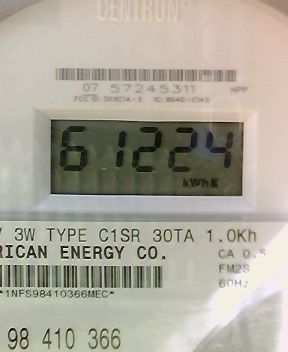 CENTRON
07 57245311 HPP
61224
kWh
V 3W TYPE C1SR 30TA 1.0Kh
RICAN ENERGY CO. CA 0.5
FM2S
60Hz
*1NFS98410366MEC*
98 410 366